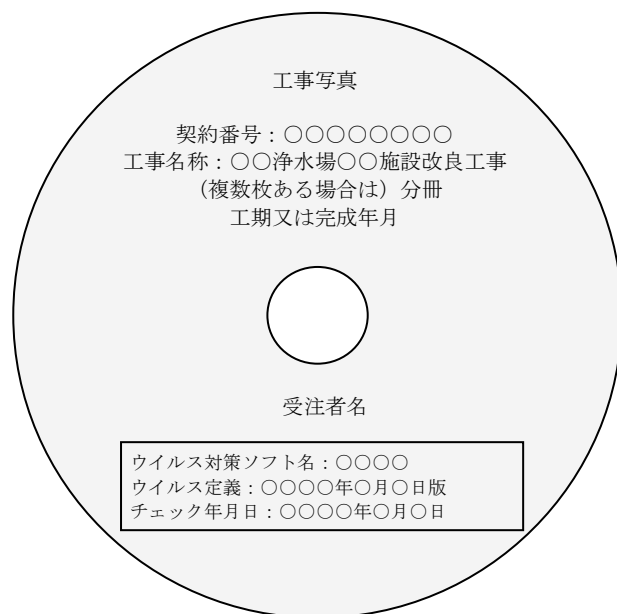 工事写真
契約番号：○○○○○○○○
工事名称：○○浄水場○○施設改良工事
（複数枚ある場合は）分冊
工期又は完成年月
受注者名
ウイルス対策ソフト名：○○○○
ウイルス定義：○○○○年○月○日版
チェック年月日：○○○○年○月○日